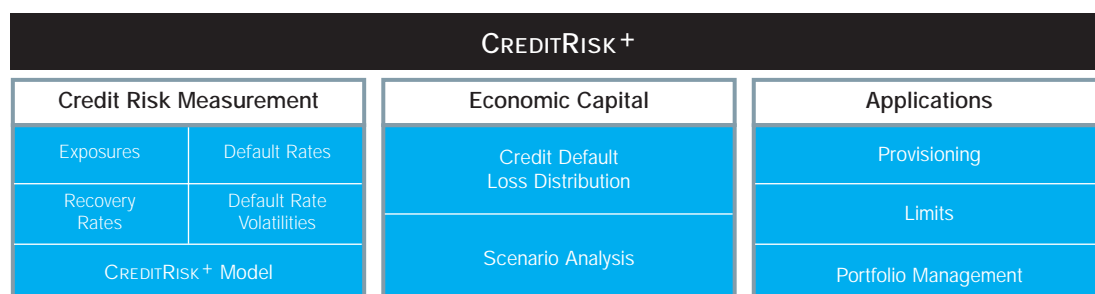 CREDITRISK+
Credit Risk Measurement
Exposures
Default Rates
Recovery
Rates
Default Rate
Volatilities
CREDITRISK+ Model
Economic Capital
Credit Default
Loss Distribution
Scenario Analysis
Applications
Provisioning
Limits
Portfolio Management